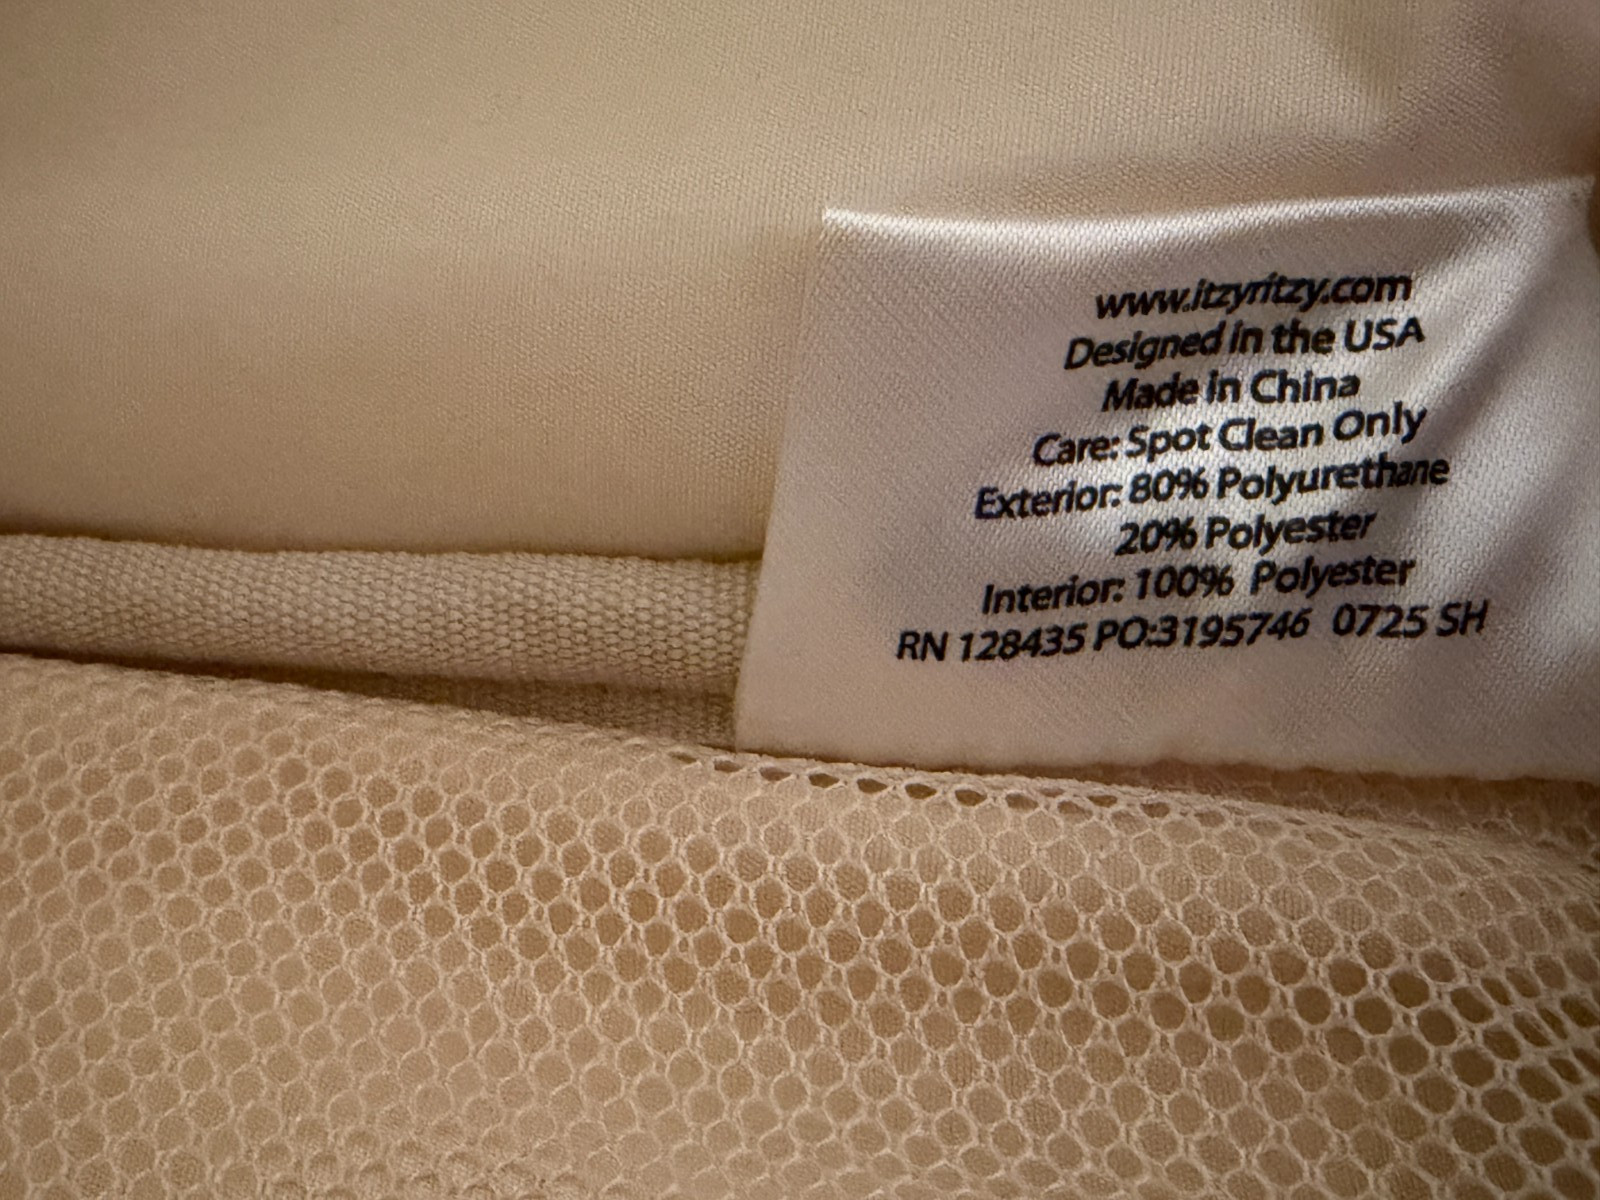 www.itzyritzy.com
Designed in the USA
Made in China
Care: Spot Clean Only
Exterior: 80% Polyurethane
20% Polyester
Interior: 100% Polyester
RN 128435 PO:3195746 0725 SH